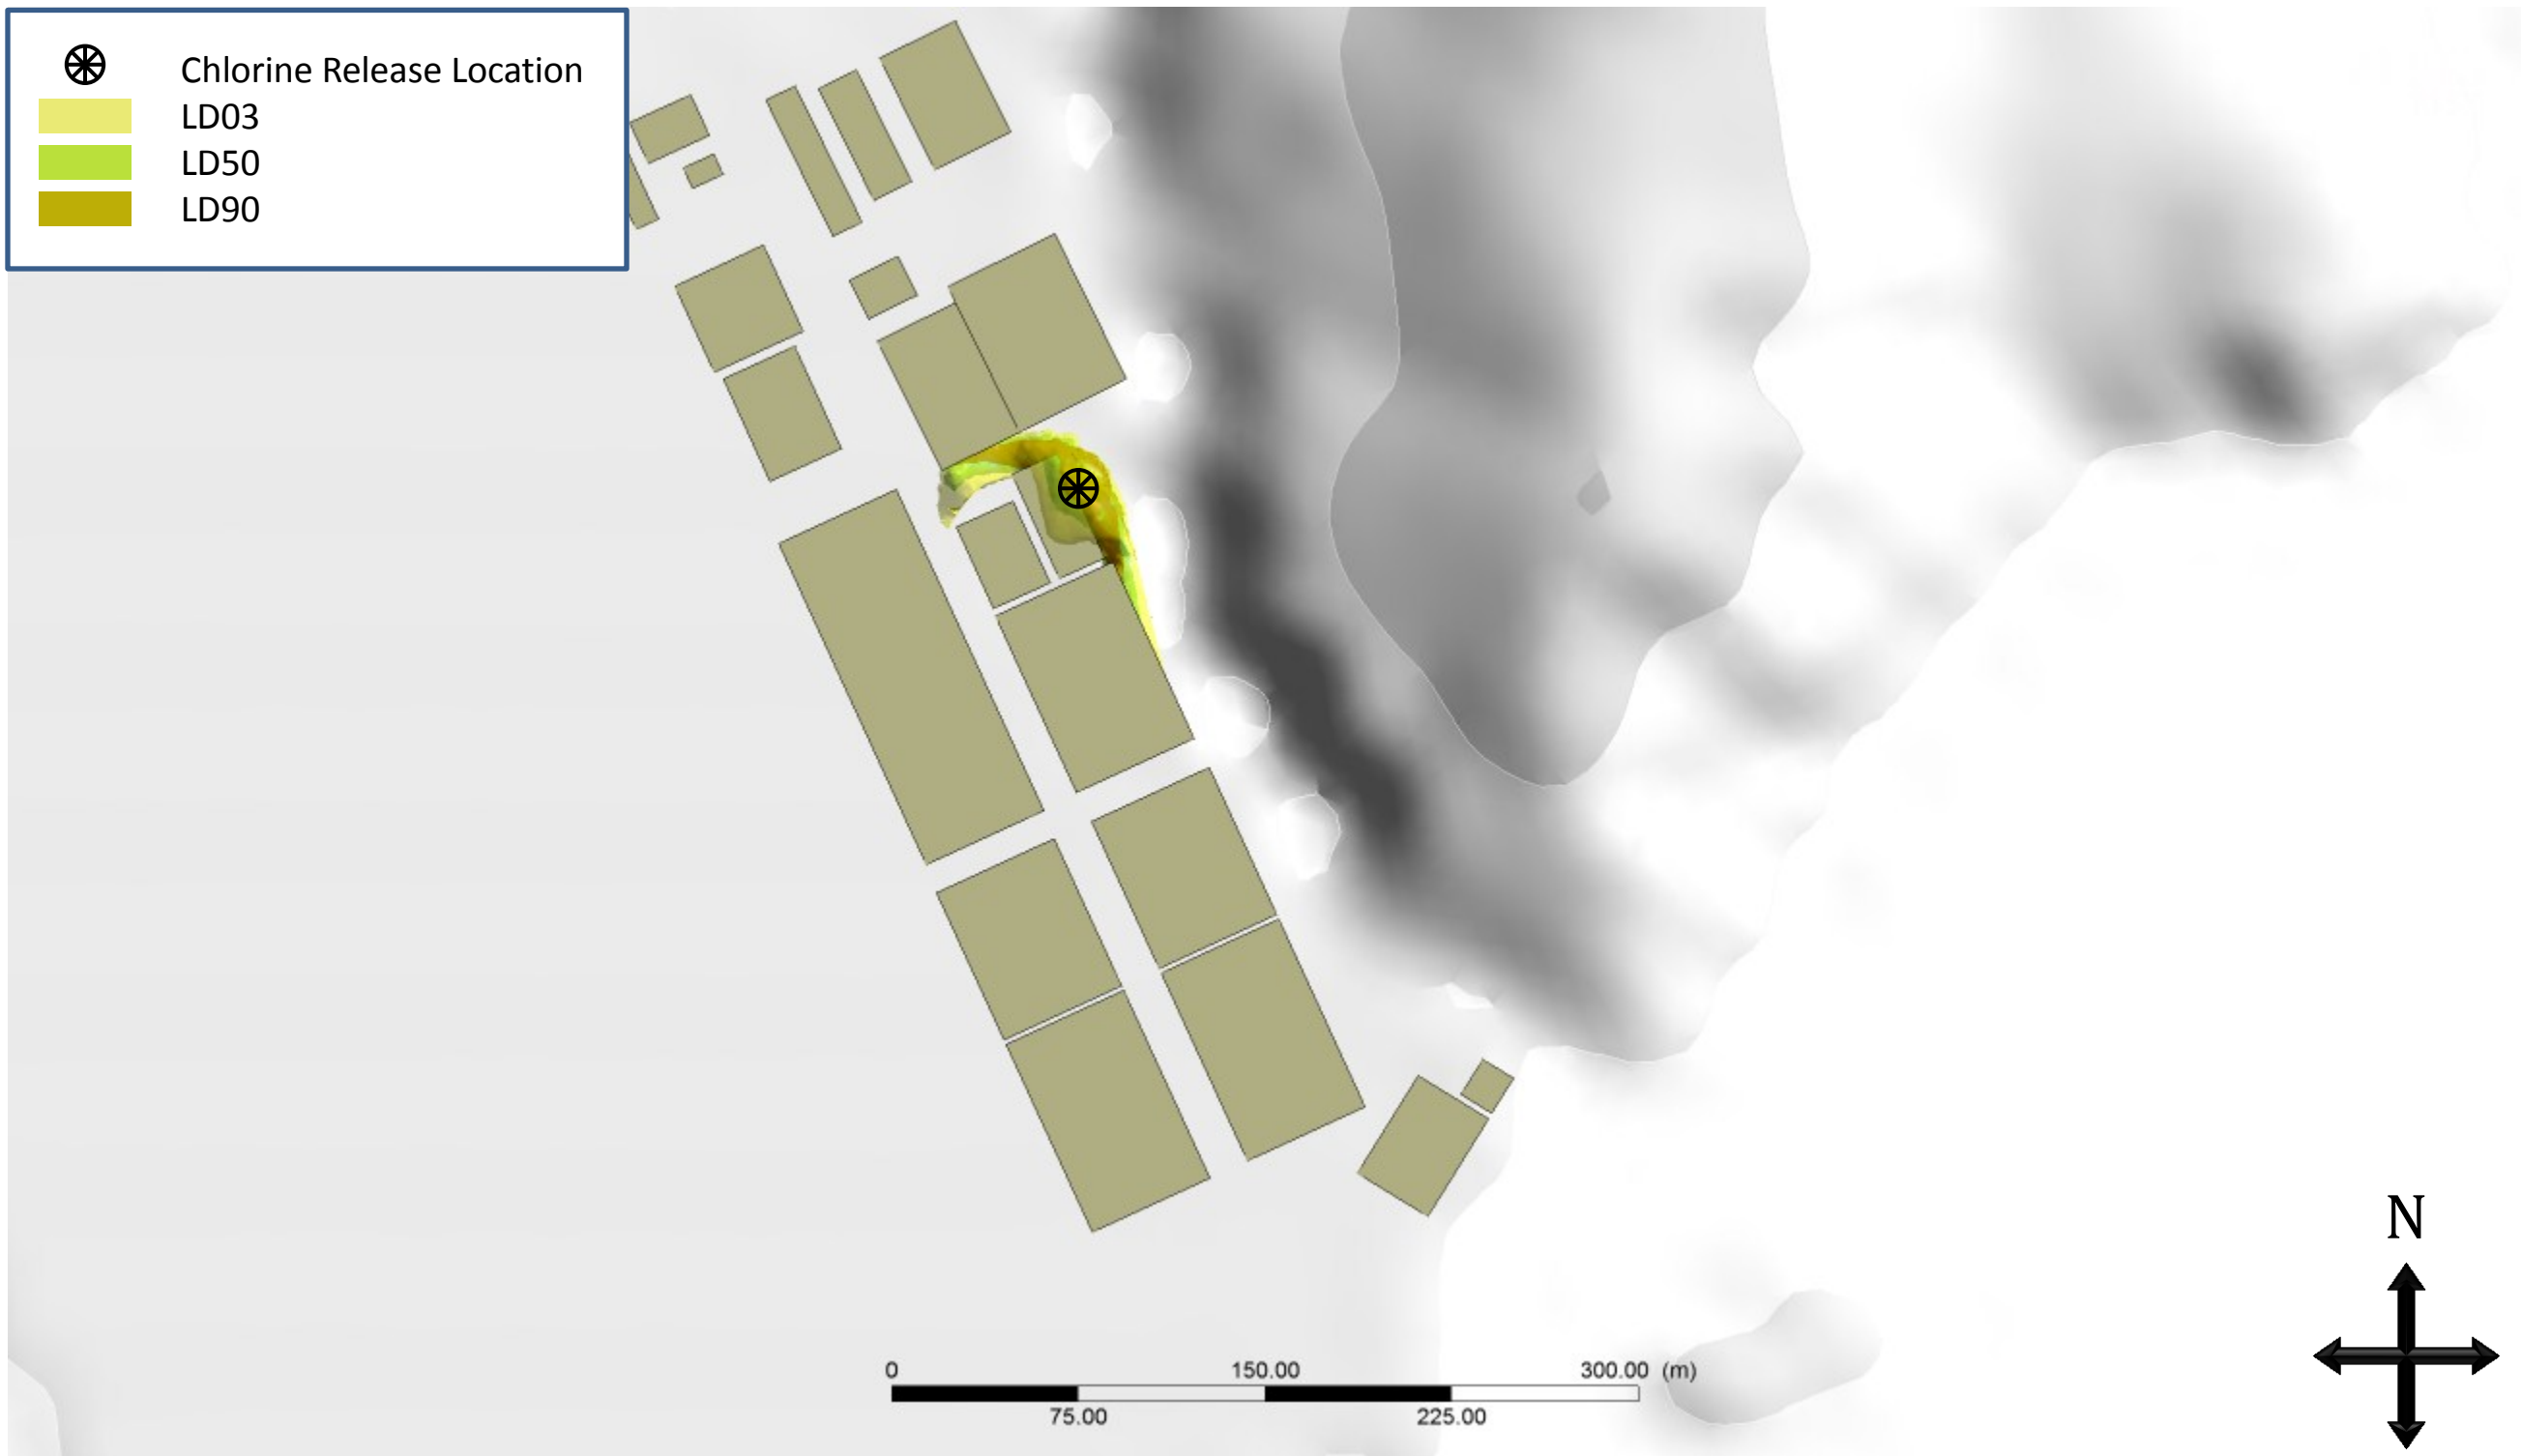 Chlorine Release Location
LD03
LD50
LD90
N
0 150.00 300.00 (m)
75.00 225.00